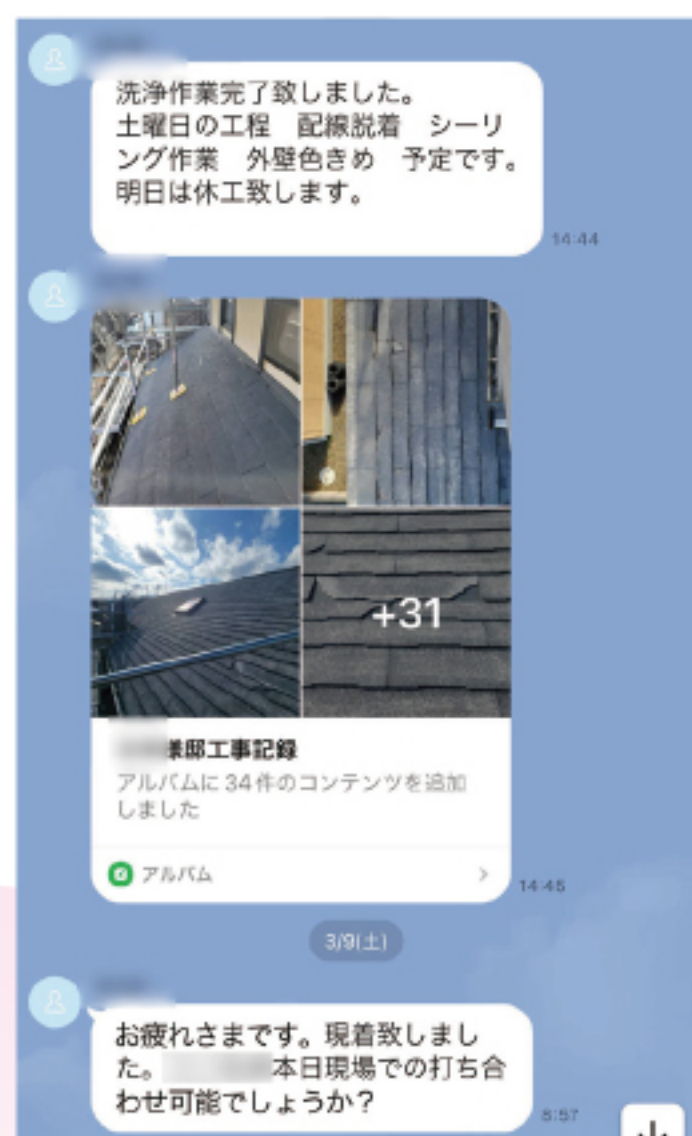 洗浄作業完了致しました。
土曜日の工程　配線脱着　シーリ
ング作業　外壁色きめ　予定です。
明日は休工致します。
14:44
+31
様邸工事記録
アルバムに34件のコンテンツを追加
しました
アルバム
14:45
3/9(土)
お疲れさまです。現着致しまし
た。 本日現場での打ち合
わせ可能でしょうか？
8:57